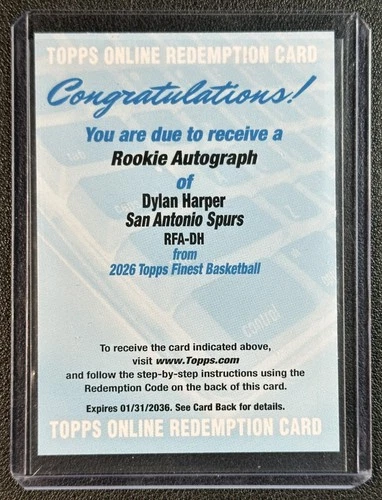 TOPPS ONLINE REDEMPTION CARD
Congratulations!
You are due to receive a
Rookie Autograph
of
Dylan Harper
San Antonio Spurs
RFA-DH
from
2026 Topps Finest Basketball
control
To receive the card indicated above,
visit www.Topps.com
and follow the step-by-step instructions using the
Redemption Code on the back of this card.
Expires 01/31/2036. See Card Back for details.
TOPPS ONLINE REDEMPTION CARD